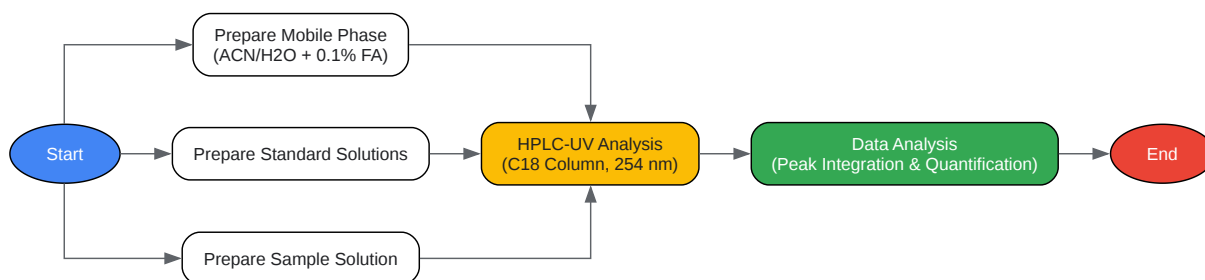 Start
Prepare Mobile Phase
(ACN/H2O + 0.1% FA)
Prepare Standard Solutions
Prepare Sample Solution
HPLC-UV Analysis
(C18 Column, 254 nm)
Data Analysis
(Peak Integration & Quantification)
End